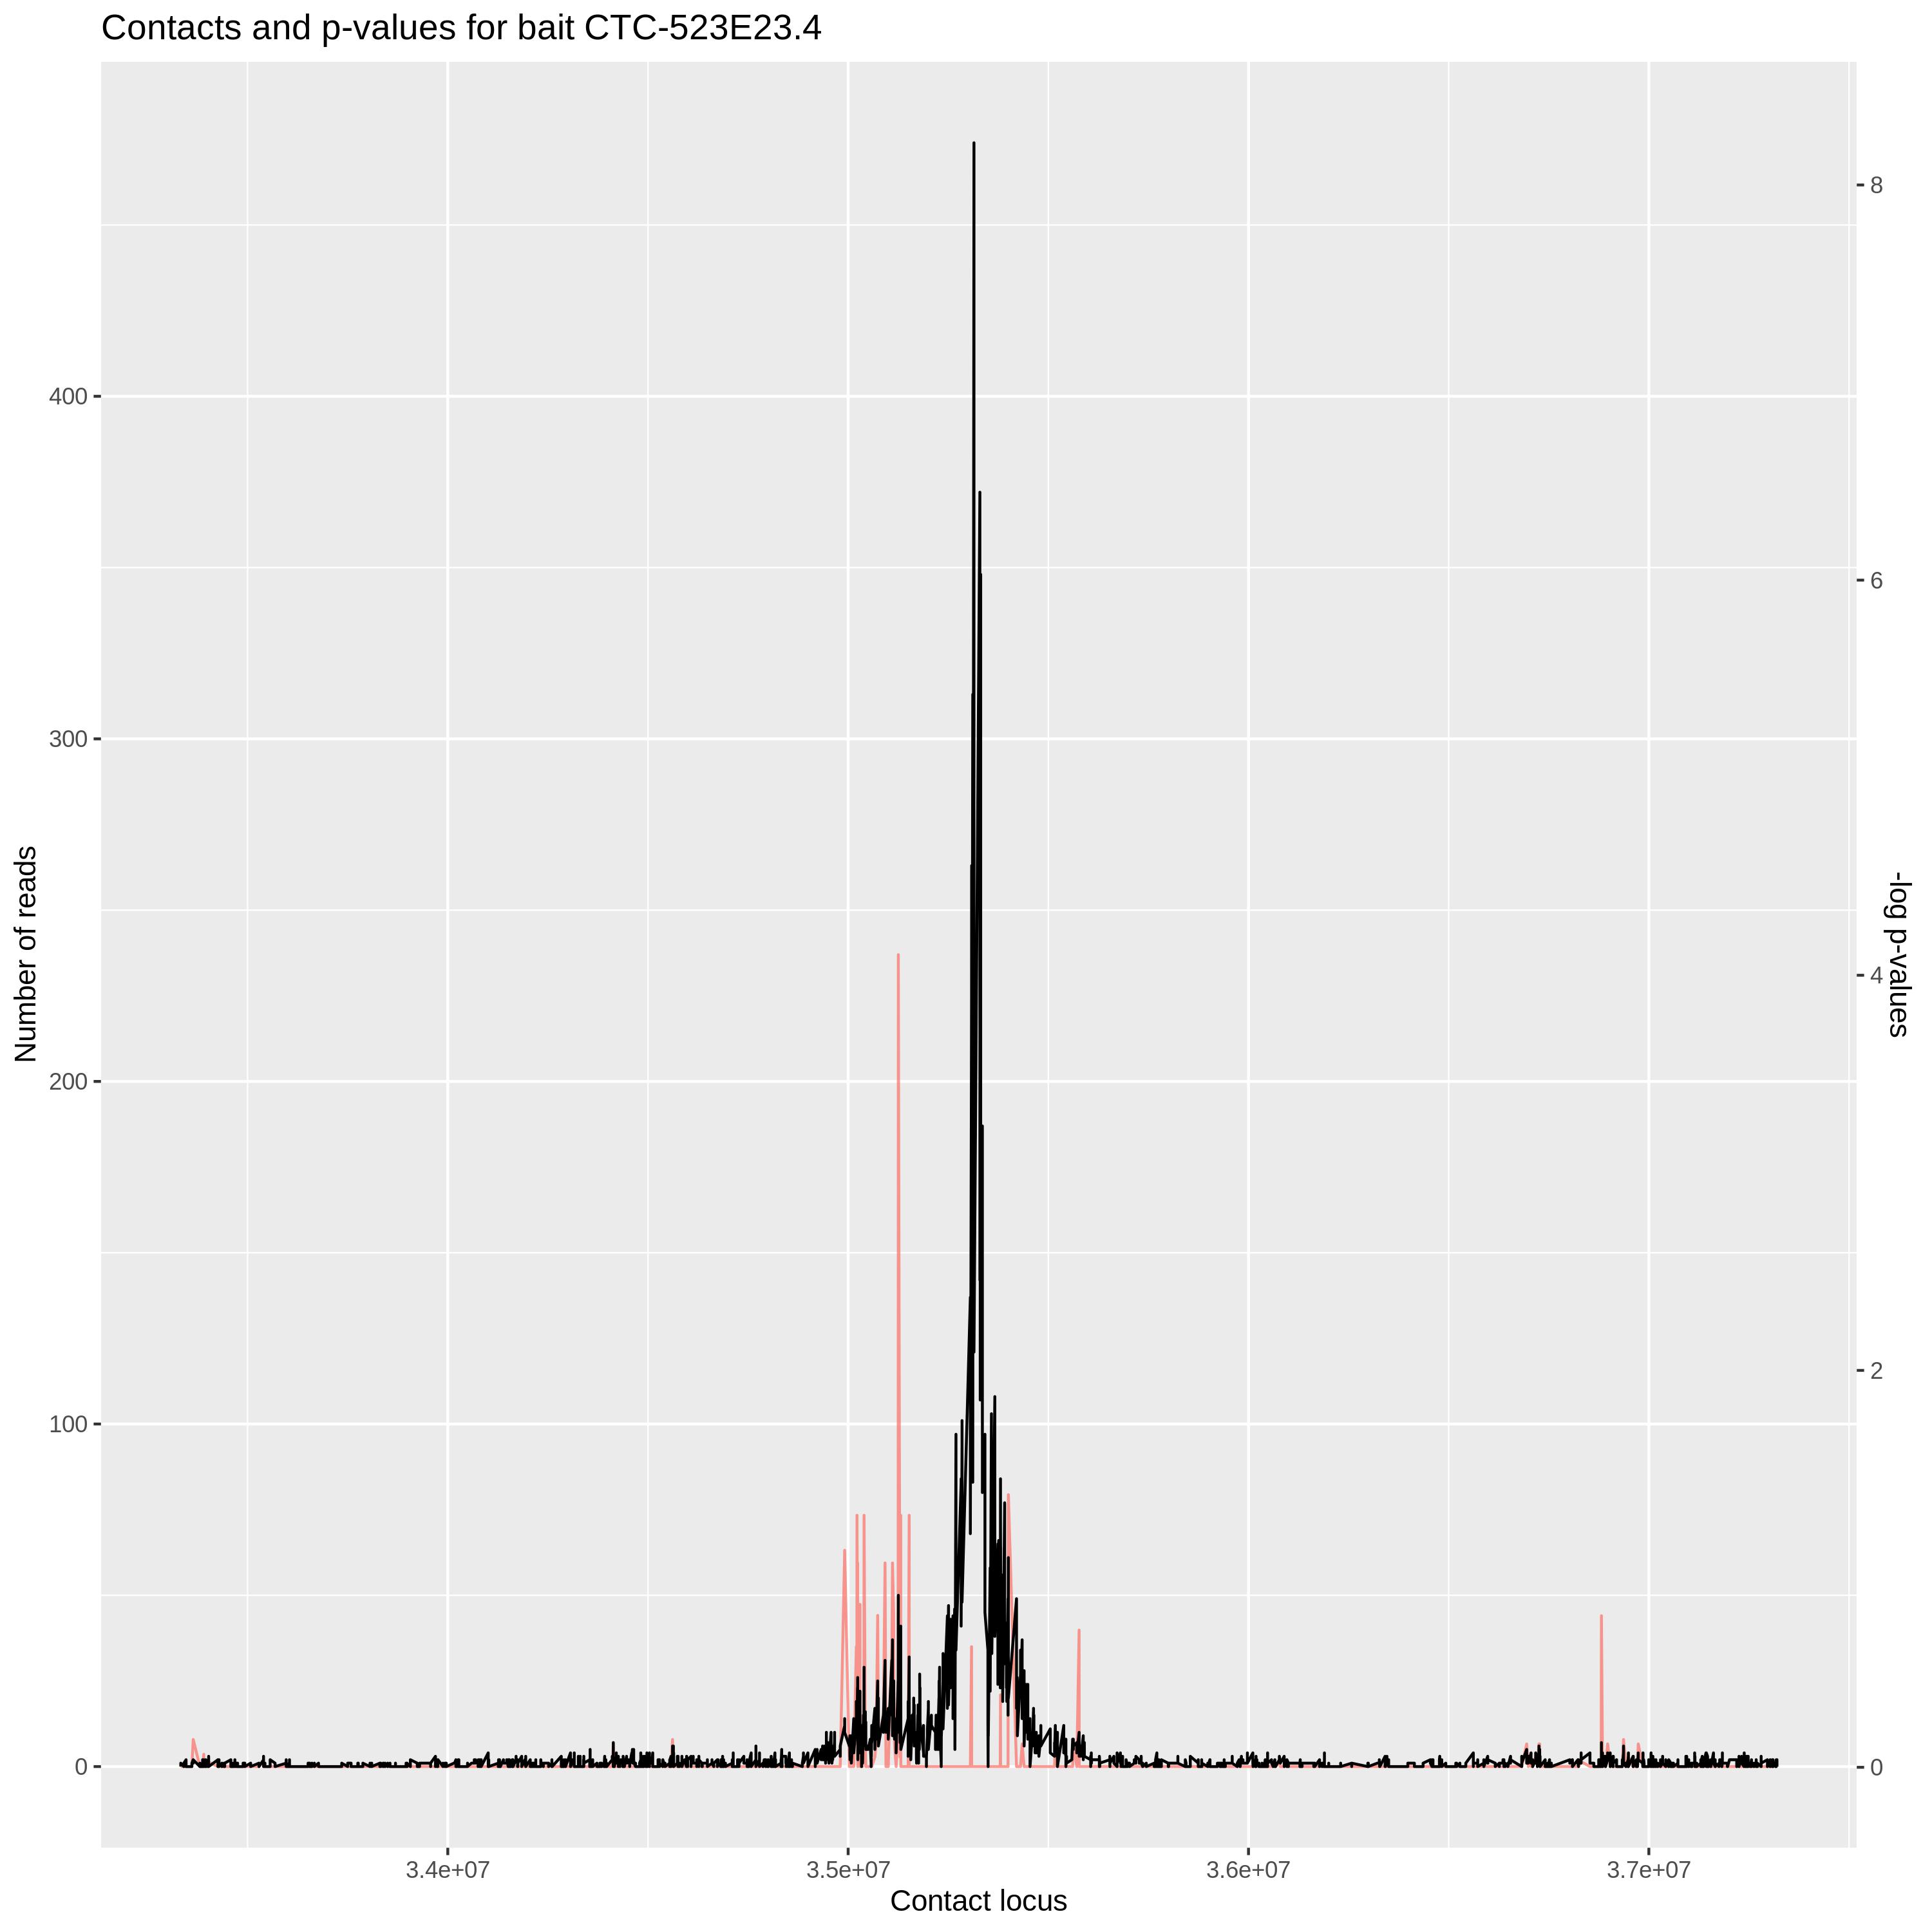 Contacts and p-values for bait CTC-523E23.4
Number of reads
400
300
200
100
0
8
6
4
2
0
-log p-values
3.4e+07
3.5e+07
3.6e+07
3.7e+07
Contact locus